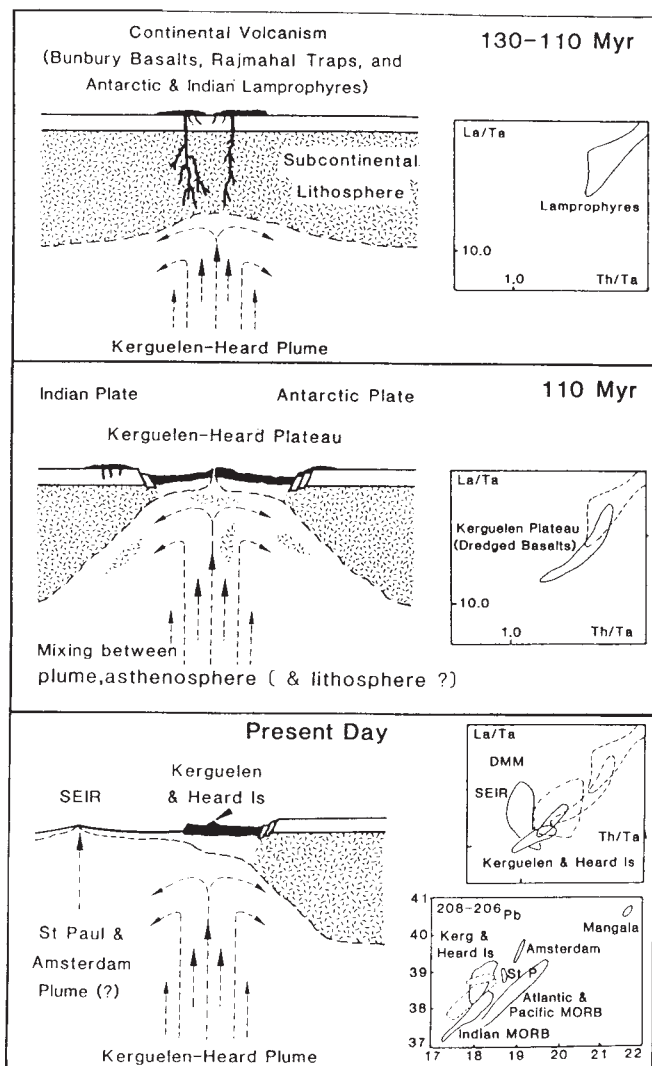 Continental Volcanism
(Bunbury Basalts, Rajmahal Traps, and
Antarctic & Indian Lamprophyres)
130-110 Myr
Subcontinental
Lithosphere
Kerguelen-Heard Plume
La/Ta
Lamprophyres
10.0
1.0
Th/Ta
Indian Plate
Antarctic Plate
110 Myr
Kerguelen-Heard Plateau
Mixing between
plume,asthenosphere ( & lithosphere ?)
La/Ta
Kerguelen Plateau
(Dredged Basalts)
10.0
1.0
Th/Ta
Present Day
SEIR
Kerguelen
& Heard Is
St Paul &
Amsterdam
Plume (?)
Kerguelen-Heard Plume
La/Ta
DMM
SEIR
Th/Ta
Kerguelen & Heard Is
41
40
39
38
37
208-206Pb
Mangala
Kerg &
Heard Is
Amsterdam
St P
Atlantic &
Pacific MORB
Indian MORB
17 18 19 20 21 22